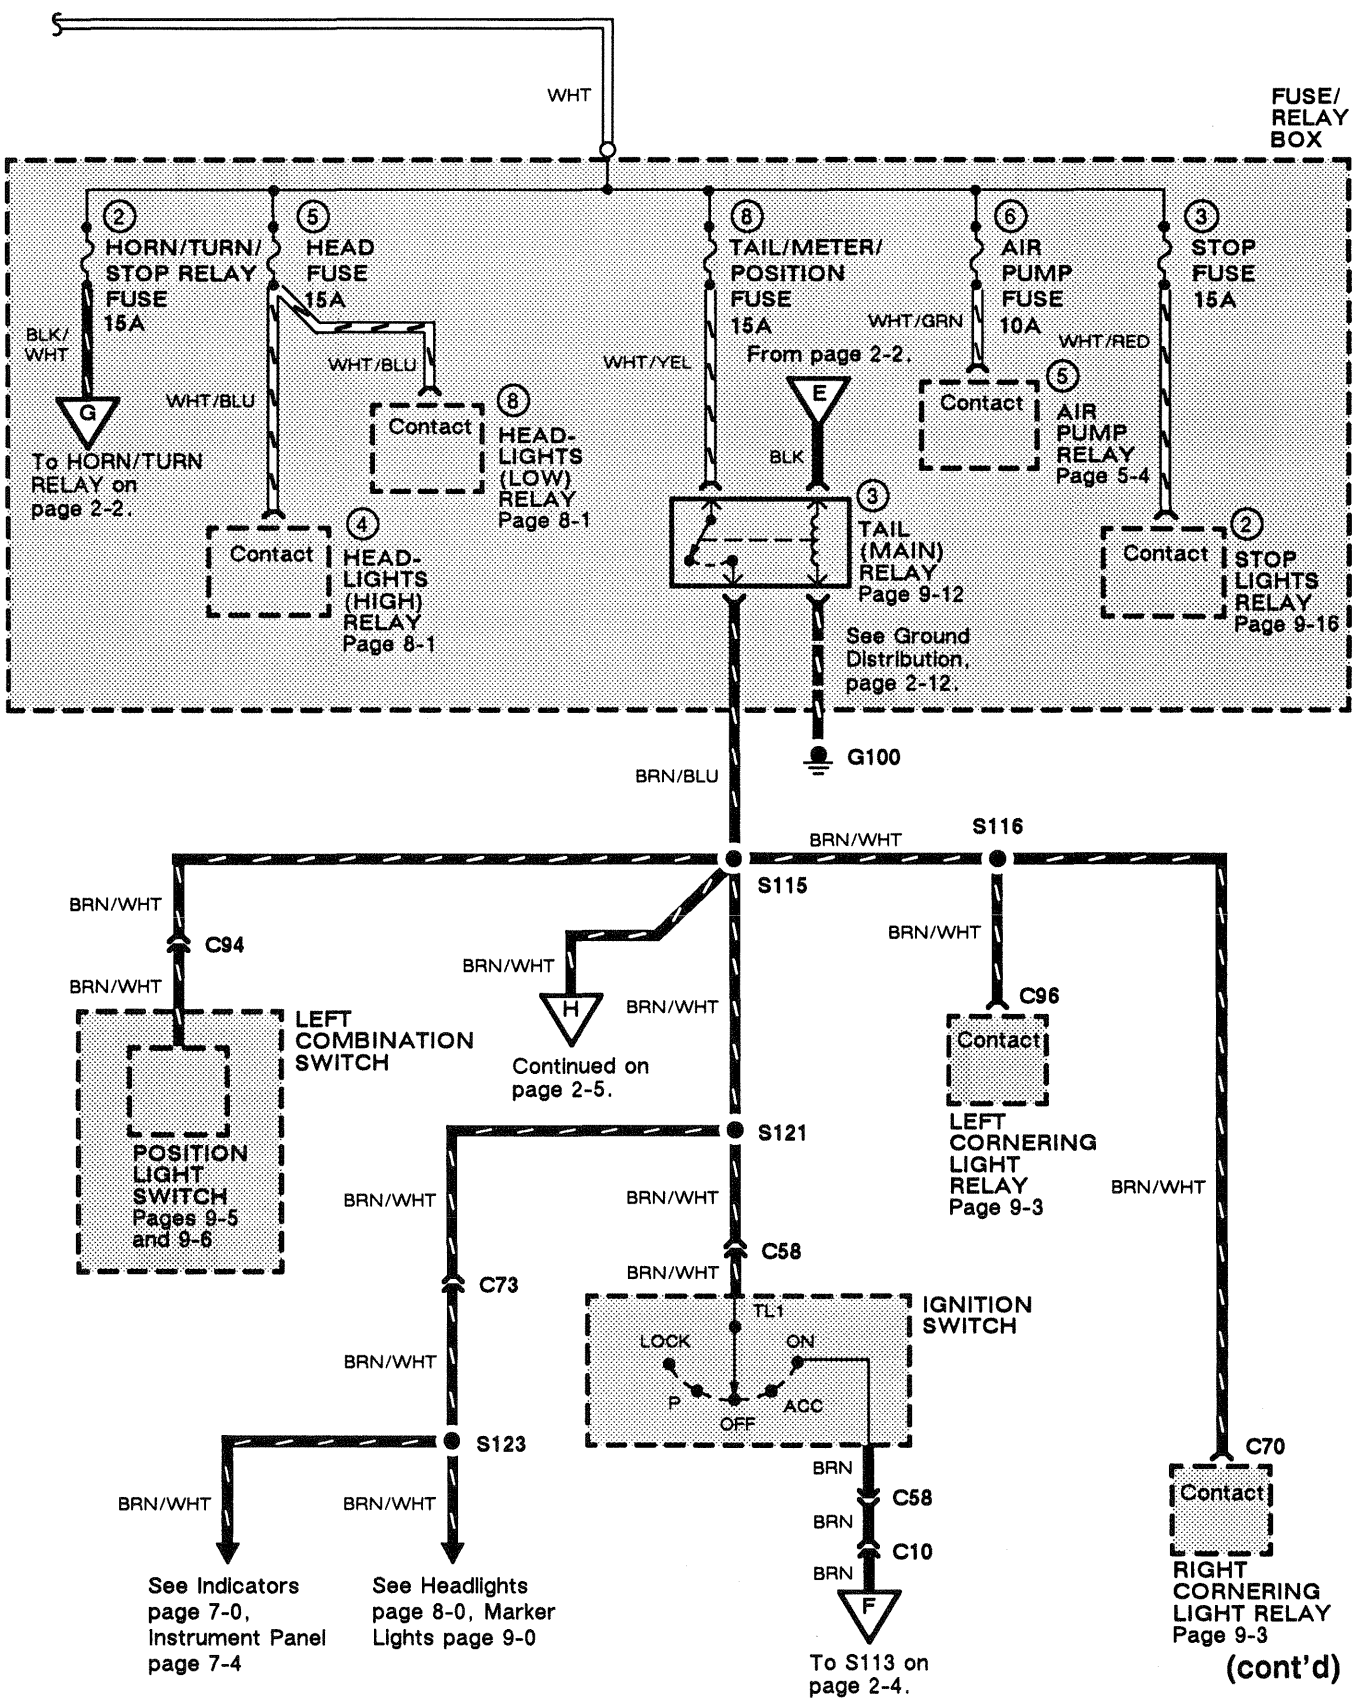 WHT
FUSE/
RELAY
BOX
2
HORN/TURN/
STOP RELAY
FUSE
15A
5
HEAD
FUSE
15A
8
TAIL/METER/
POSITION
FUSE
15A
6
AIR
PUMP
FUSE
10A
3
STOP
FUSE
15A
BLK/
WHT
G
To HORN/TURN
RELAY on
page 2-2.
WHT/BLU
WHT/BLU
Contact
8
HEAD-
LIGHTS
(LOW)
RELAY
Page 8-1
Contact
4
HEAD-
LIGHTS
(HIGH)
RELAY
Page 8-1
WHT/YEL
From page 2-2.
E
BLK
3
TAIL
(MAIN)
RELAY
Page 9-12
See Ground
Distribution,
page 2-12.
G100
WHT/GRN
Contact
5
AIR
PUMP
RELAY
Page 5-4
WHT/RED
Contact
2
STOP
LIGHTS
RELAY
Page 9-16
BRN/BLU
BRN/WHT
S116
S115
BRN/WHT
C94
BRN/WHT
LEFT
COMBINATION
SWITCH
POSITION
LIGHT
SWITCH
Pages 9-5
and 9-6
BRN/WHT
H
Continued on
page 2-5.
BRN/WHT
BRN/WHT
C96
Contact
LEFT
CORNERING
LIGHT
RELAY
Page 9-3
BRN/WHT
S121
BRN/WHT
BRN/WHT
C58
BRN/WHT
C73
BRN/WHT
IGNITION
SWITCH
TL1
LOCK
ON
P
OFF
ACC
S123
BRN/WHT
BRN/WHT
See Indicators
page 7-0,
Instrument Panel
page 7-4
See Headlights
page 8-0, Marker
Lights page 9-0
BRN
C58
BRN
C10
BRN
F
To S113 on
page 2-4.
C70
Contact
RIGHT
CORNERING
LIGHT RELAY
Page 9-3
(cont'd)